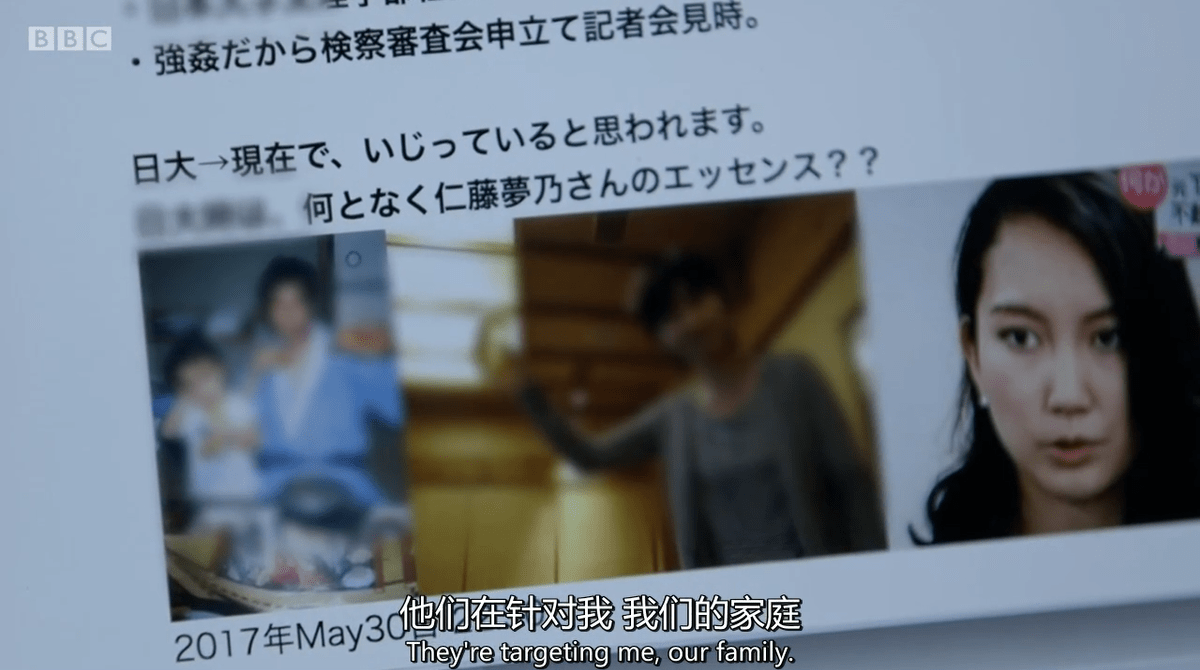 BBC
・強姦だから検察審査会申立て記者会見時。
日大→現在で、いじっていると思われます。
何となく仁藤夢乃さんのエッセンス？？
何か
2017年May30日
他们在针对我 我们的家庭
They're targeting me, our family.